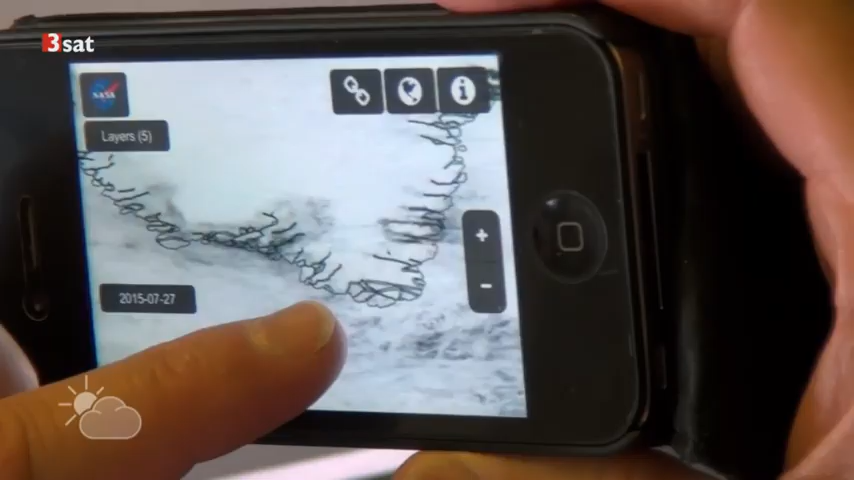 3sat
NASA
Layers (5)
i
+
-
2015-07-27